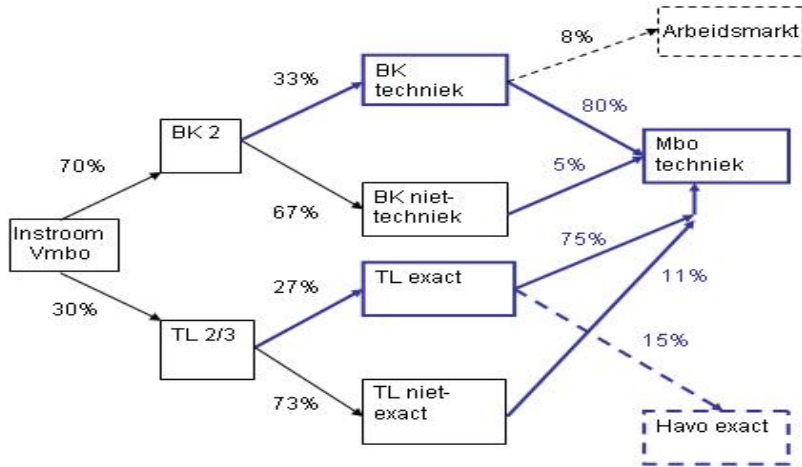 8%
Arbeidsmarkt
33%
BK
techniek
80%
BK 2
Mbo
techniek
70%
5%
67%
BK niet-
techniek
Instroom
Vmbo
75%
27%
TL exact
11%
30%
TL 2/3
15%
73%
TL niet-
exact
Havo exact